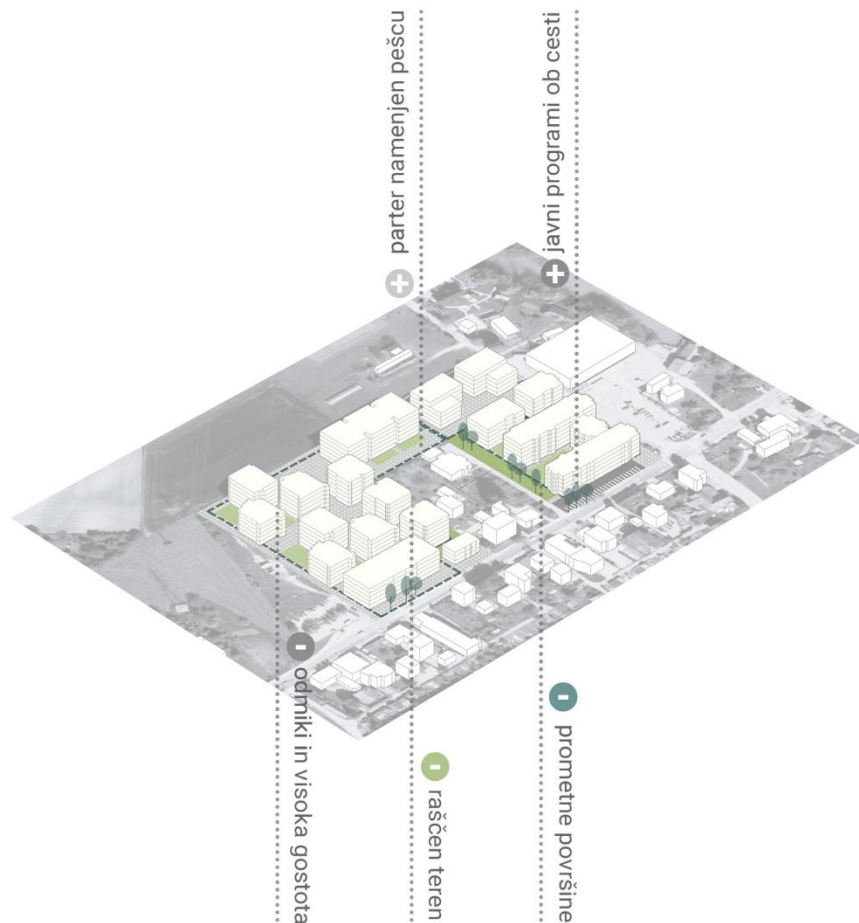 + parter namenjen pešcu
+ javni programi ob cesti
- odmiki in visoka gostota
- raščen teren
- prometne površine